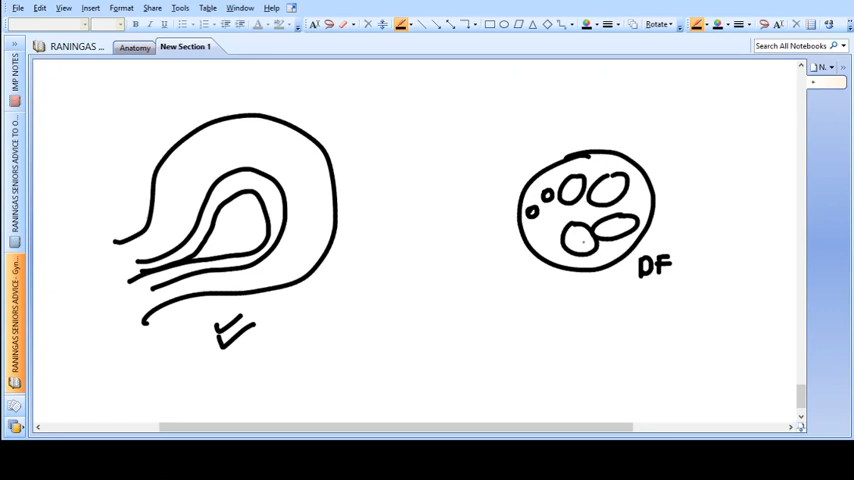 File Edit View Insert Format Share Tools Table Window Help
Rotate
RANINGAS ... Anatomy New Section 1 Search All Notebooks
N.
IMP NOTES
RANINGAS SENIORS ADVICE TO O
RANINGAS SENIORS ADVICE- Gyn
DF